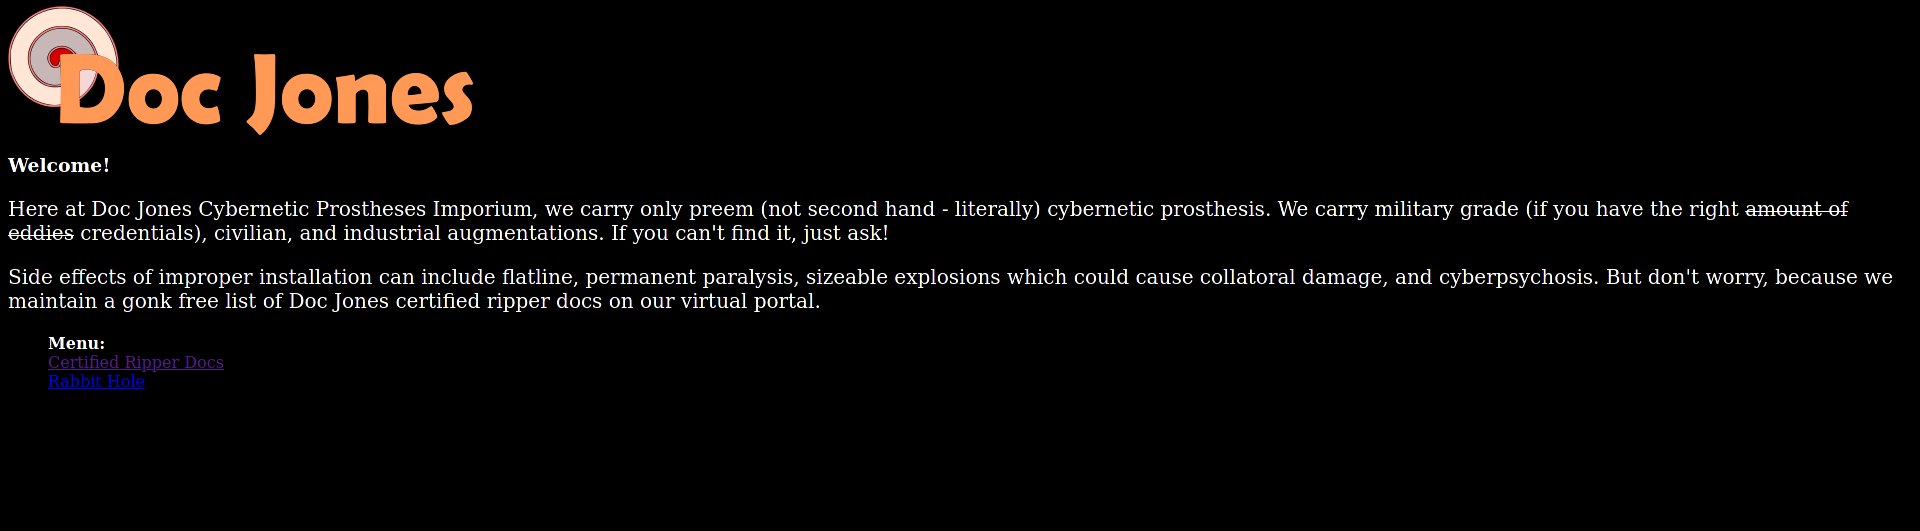 Doc Jones
Welcome!
Here at Doc Jones Cybernetic Prostheses Imporium, we carry only preem (not second hand - literally) cybernetic prosthesis. We carry military grade (if you have the right amount of
eddies credentials), civilian, and industrial augmentations. If you can't find it, just ask!
Side effects of improper installation can include flatline, permanent paralysis, sizeable explosions which could cause collatoral damage, and cyberpsychosis. But don't worry, because we
maintain a gonk free list of Doc Jones certified ripper docs on our virtual portal.
Menu:
Certified Ripper Docs
Rabbit Hole